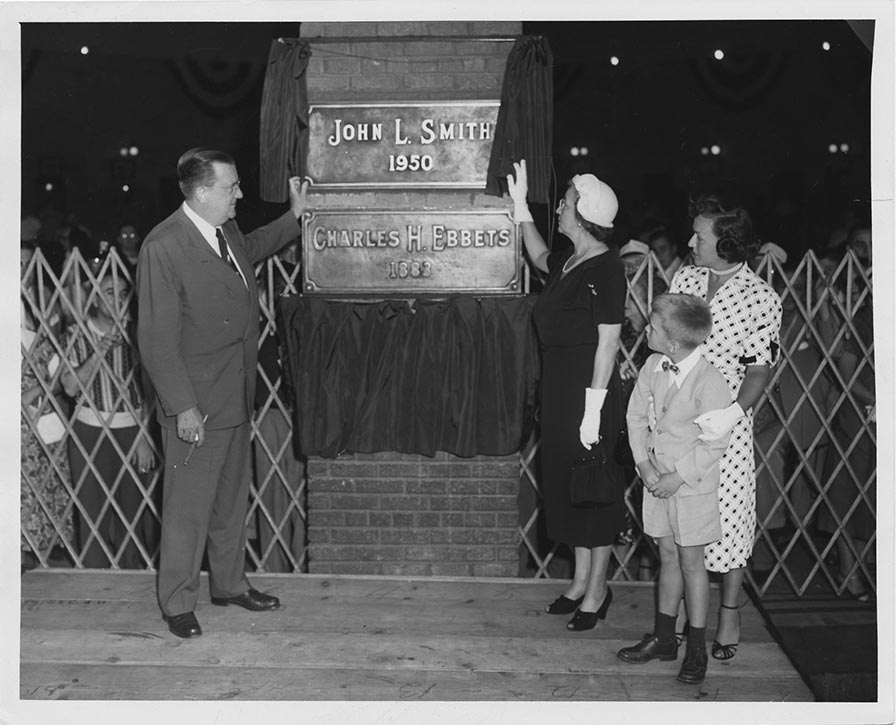 JOHN L. SMITH
1950
CHARLES H. EBBETS
1883